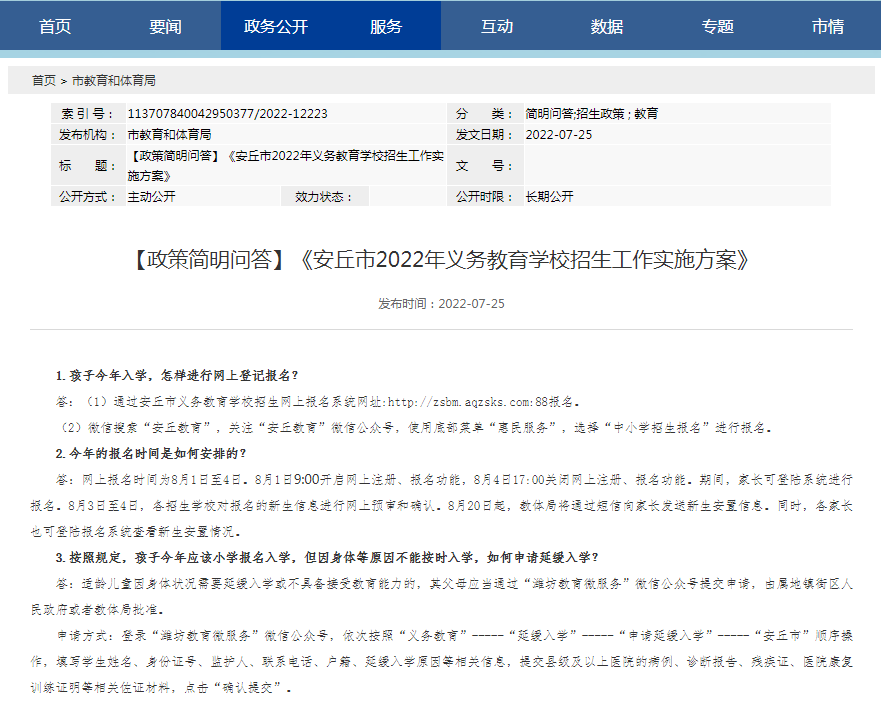 首页 要闻 政务公开 服务 互动 数据 专题 市情
首页 > 市教育和体育局
索 引 号： 113707840042950377/2022-12223 分 类： 简明问答;招生政策 ; 教育
发布机构： 市教育和体育局 发文日期： 2022-07-25
标 题： 【政策简明问答】《安丘市2022年义务教育学校招生工作实
施方案》 文 号：
公开方式： 主动公开 效力状态： 公开时限： 长期公开
【政策简明问答】《安丘市2022年义务教育学校招生工作实施方案》
发布时间：2022-07-25
1. 孩子今年入学，怎样进行网上登记报名？
答：（1）通过安丘市义务教育学校招生网上报名系统网址:http://zsbm.aqzsks.com:88报名。
（2）微信搜索“安丘教育”，关注“安丘教育”微信公众号，使用底部菜单“惠民服务”，选择“中小学招生报名”进行报名。
2. 今年的报名时间是如何安排的？
答：网上报名时间为8月1日至4日。8月1日9:00开启网上注册、报名功能，8月4日17:00关闭网上注册、报名功能。期间，家长可登陆系统进行
报名。8月3日至4日，各招生学校对报名的新生信息进行网上预审和确认。8月20日起，教体局将通过短信向家长发送新生安置信息。同时，各家长
也可登陆报名系统查看新生安置情况。
3. 按照规定，孩子今年应该小学报名入学，但因身体等原因不能按时入学，如何申请延缓入学？
答：适龄儿童因身体状况需要延缓入学或不具备接受教育能力的，其父母应当通过“潍坊教育微服务”微信公众号提交申请，由属地镇街区人
民政府或者教体局批准。
申请方式：登录“潍坊教育微服务”微信公众号，依次按照“义务教育”-----“延缓入学”-----“申请延缓入学”-----“安丘市”顺序操
作，填写学生姓名、身份证号、监护人、联系电话、户籍、延缓入学原因等相关信息，提交县级及以上医院的病例、诊断报告、残疾证、医院康复
训练证明等相关佐证材料，点击“确认提交”。